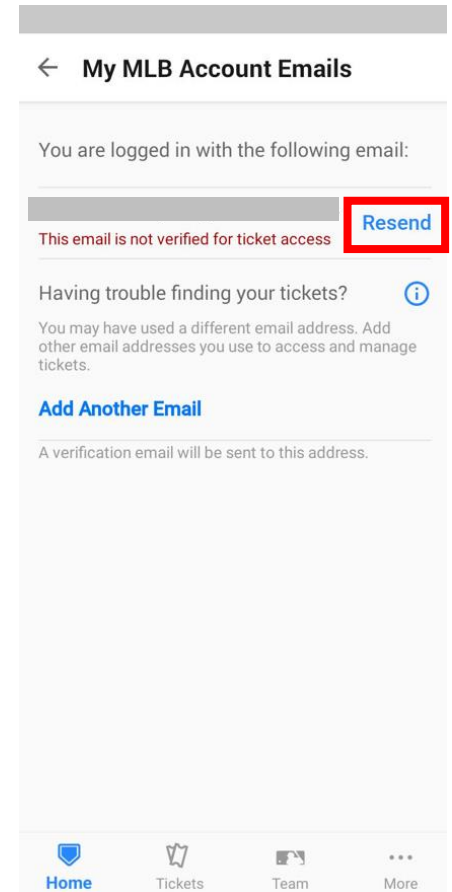 My MLB Account Emails
You are logged in with the following email:
Resend
This email is not verified for ticket access
Having trouble finding your tickets?
You may have used a different email address. Add
other email addresses you use to access and manage
tickets.
Add Another Email
A verification email will be sent to this address.
Home Tickets Team More